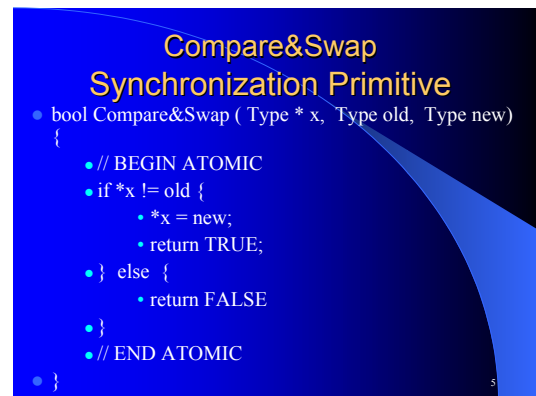 Compare&Swap
Synchronization Primitive
bool Compare&Swap ( Type * x, Type old, Type new)
{
// BEGIN ATOMIC
if *x != old {
*x = new;
return TRUE;
} else {
return FALSE
}
// END ATOMIC
}
5